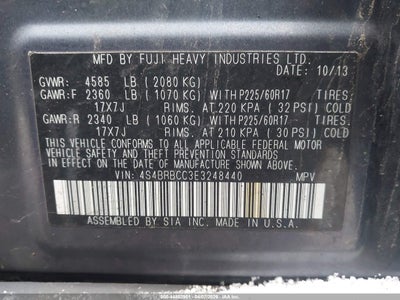 MFD BY FUJI HEAVY INDUSTRIES LTD.
DATE: 10/13
GVWR: 4585 LB (2080 KG)
GAWR:F 2360 LB (1070 KG) WITH P225/60R17 TIRES.
17X7J RIMS. AT 220 KPA (32 PSI) COLD
GAWR:R 2340 LB (1060 KG) WITH P225/60R17 TIRES.
17X7J RIMS. AT 210 KPA (30 PSI) COLD
THIS VEHICLE CONFORMS TO ALL APPLICABLE FEDERAL
MOTOR VEHICLE SAFETY AND THEFT PREVENTION
STANDARDS IN EFFECT ON THE DATE OF MANUFACTURE
SHOWN ABOVE.
VIN: 4S4BRBCC3E3248440 MPV
ASSEMBLED BY SIA INC. MADE IN U.S.A.